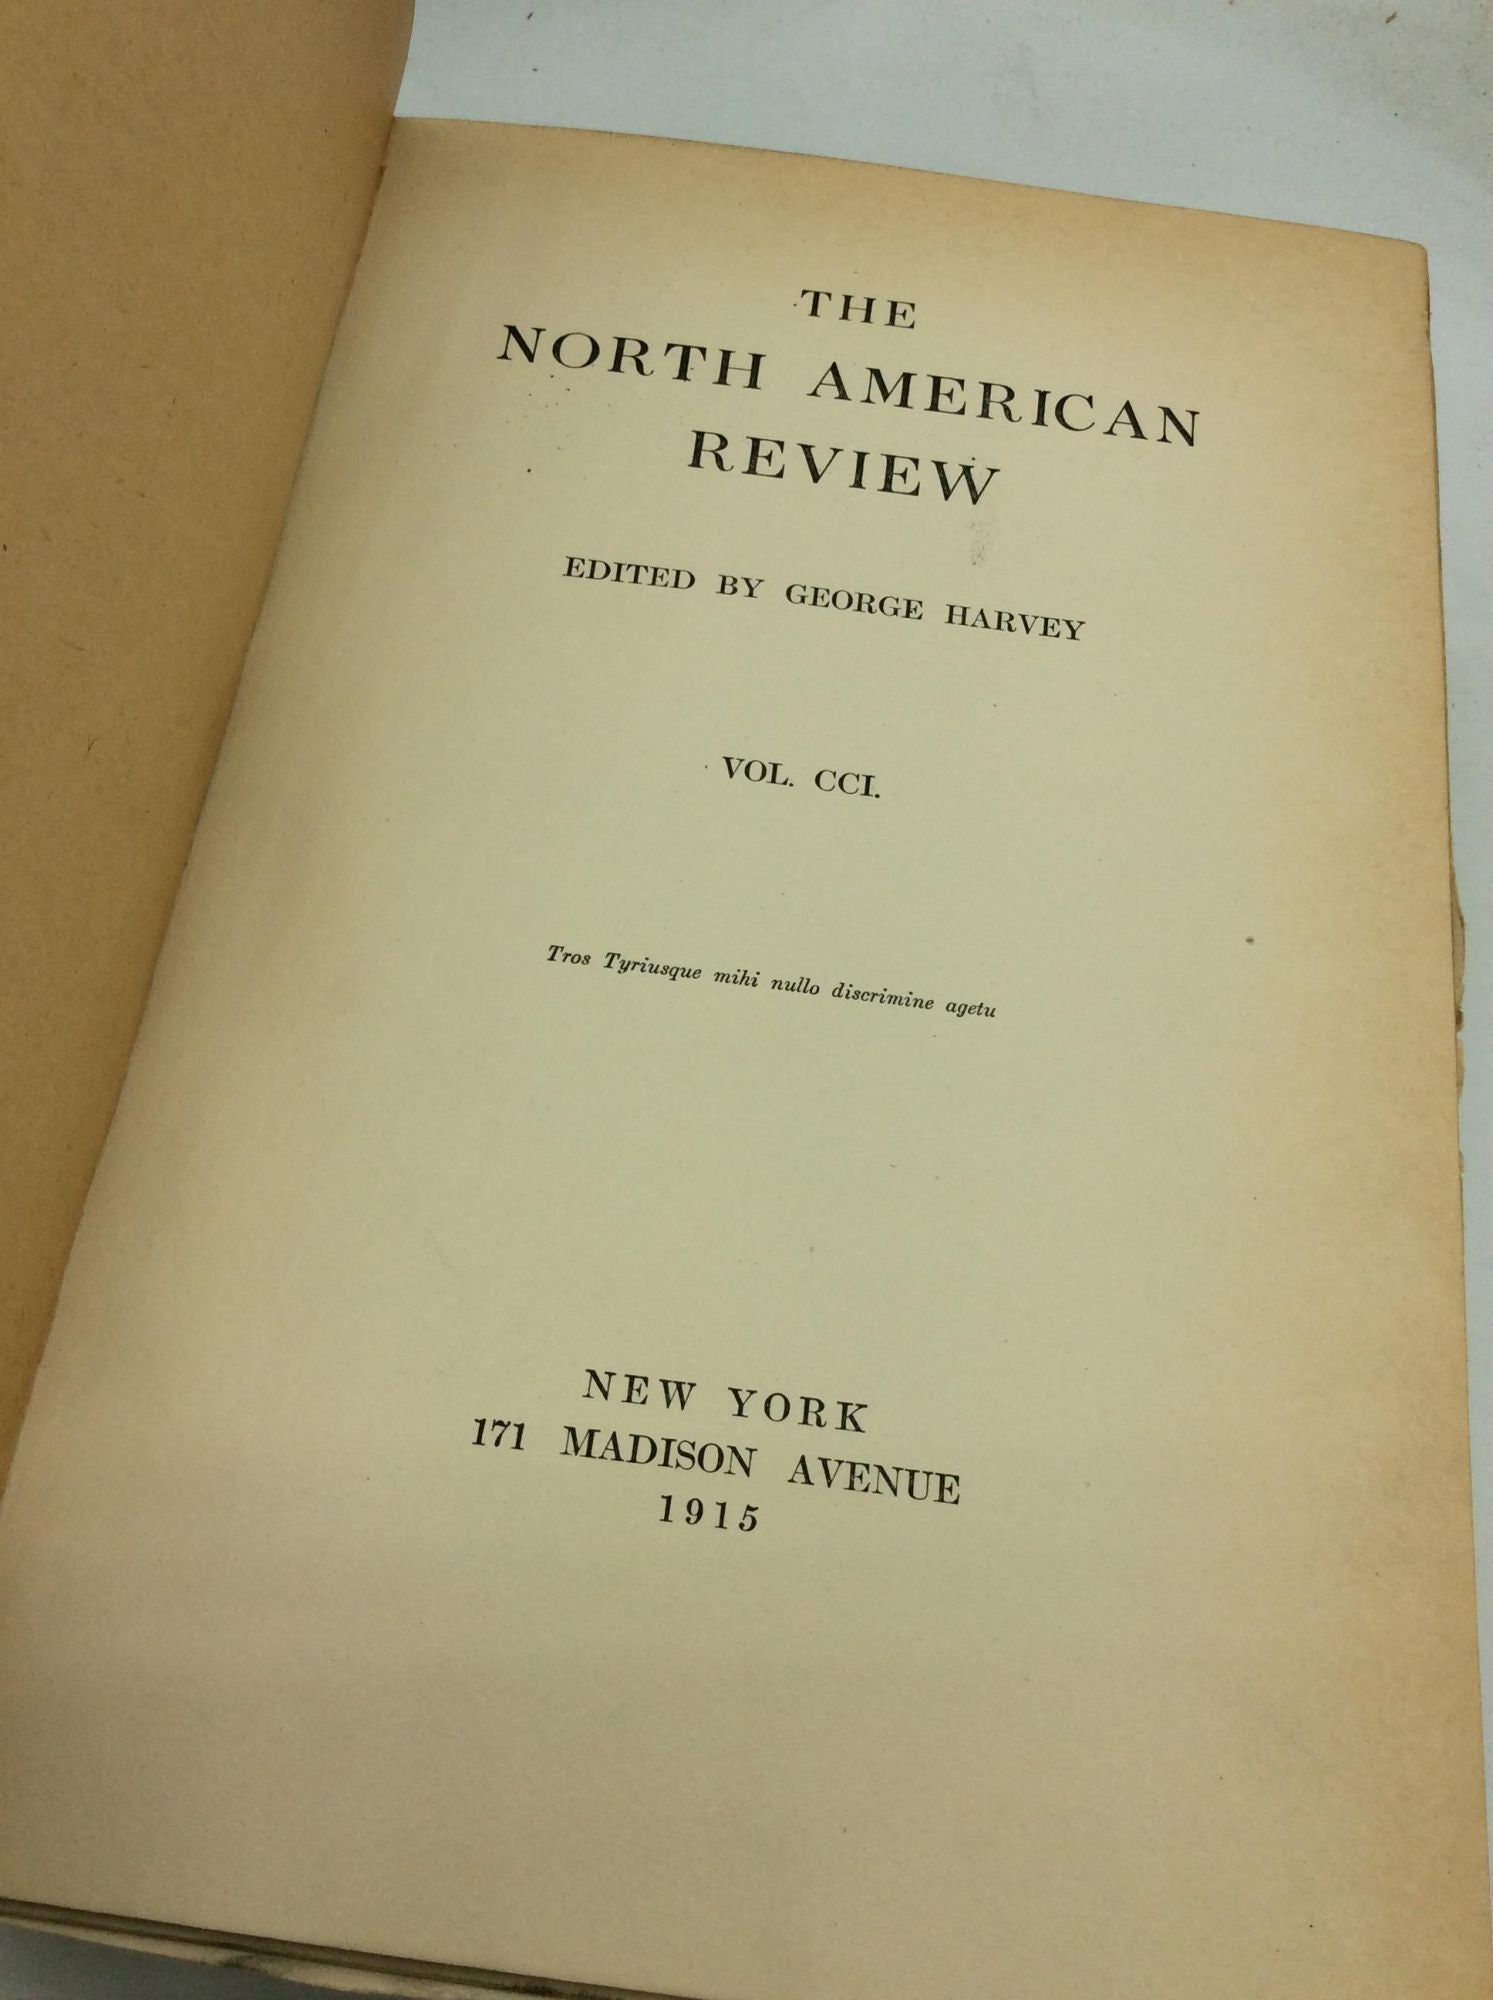 THE
NORTH AMERICAN
REVIEW
EDITED BY GEORGE HARVEY
VOL. CCI.
Tros Tyriusque mihi nullo discrimine agetu
NEW YORK
171 MADISON AVENUE
1915